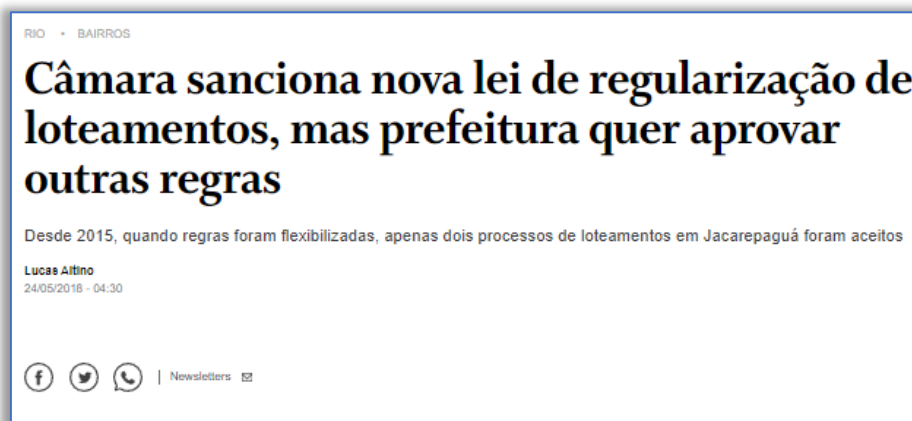 RIO • BAIRROS
Câmara sanciona nova lei de regularização de
loteamentos, mas prefeitura quer aprovar
outras regras
Desde 2015, quando regras foram flexibilizadas, apenas dois processos de loteamentos em Jacarepaguá foram aceitos
Lucas Altino
24/05/2018 - 04:30
| Newsletters